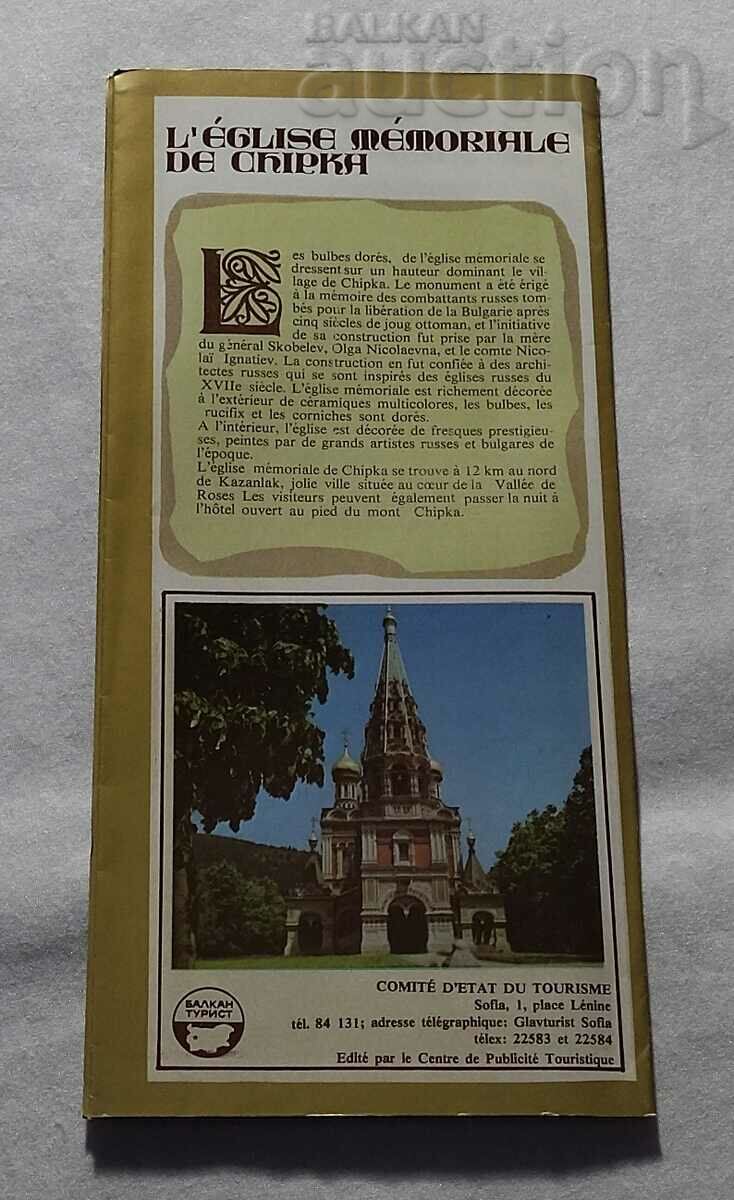 BALKAN
auction
L'ÉGLISE MÉMORIALE
DE CHIPKA
Les bulbes dorés, de l'église mémoriale se
dressent sur un hauteur dominant le vil-
lage de Chipka. Le monument a été érigé
à la mémoire des combattants russes tom-
bés pour la libération de la Bulgarie après
cinq siècles de joug ottoman, et l'initiative
de sa construction fut prise par la mère
du général Skobelev, Olga Nicolaevna, et le comte Nico-
laï Ignatiev. La construction en fut confiée à des archi-
tectes russes qui se sont inspirés des églises russes du
XVIIe siècle. L'église mémoriale est richement décorée
à l'extérieur de céramiques multicolores, les bulbes, les
rucifix et les corniches sont dorés.
A l'intérieur, l'église est décorée de fresques prestigieu-
ses, peintes par de grands artistes russes et bulgares de
l'époque.
L'église mémoriale de Chipka se trouve à 12 km au nord
de Kazanlak, jolie ville située au cœur de la Vallée de
Roses Les visiteurs peuvent également passer la nuit à
l'hôtel ouvert au pied du mont Chipka.
COMITÉ D'ETAT DU TOURISME
Sofia, 1, place Lénine
tél. 84 131; adresse télégraphique: Glavturist Sofia
télex: 22583 et 22584
Edité par le Centre de Publicité Touristique
БАЛКАН
ТУРИСТ